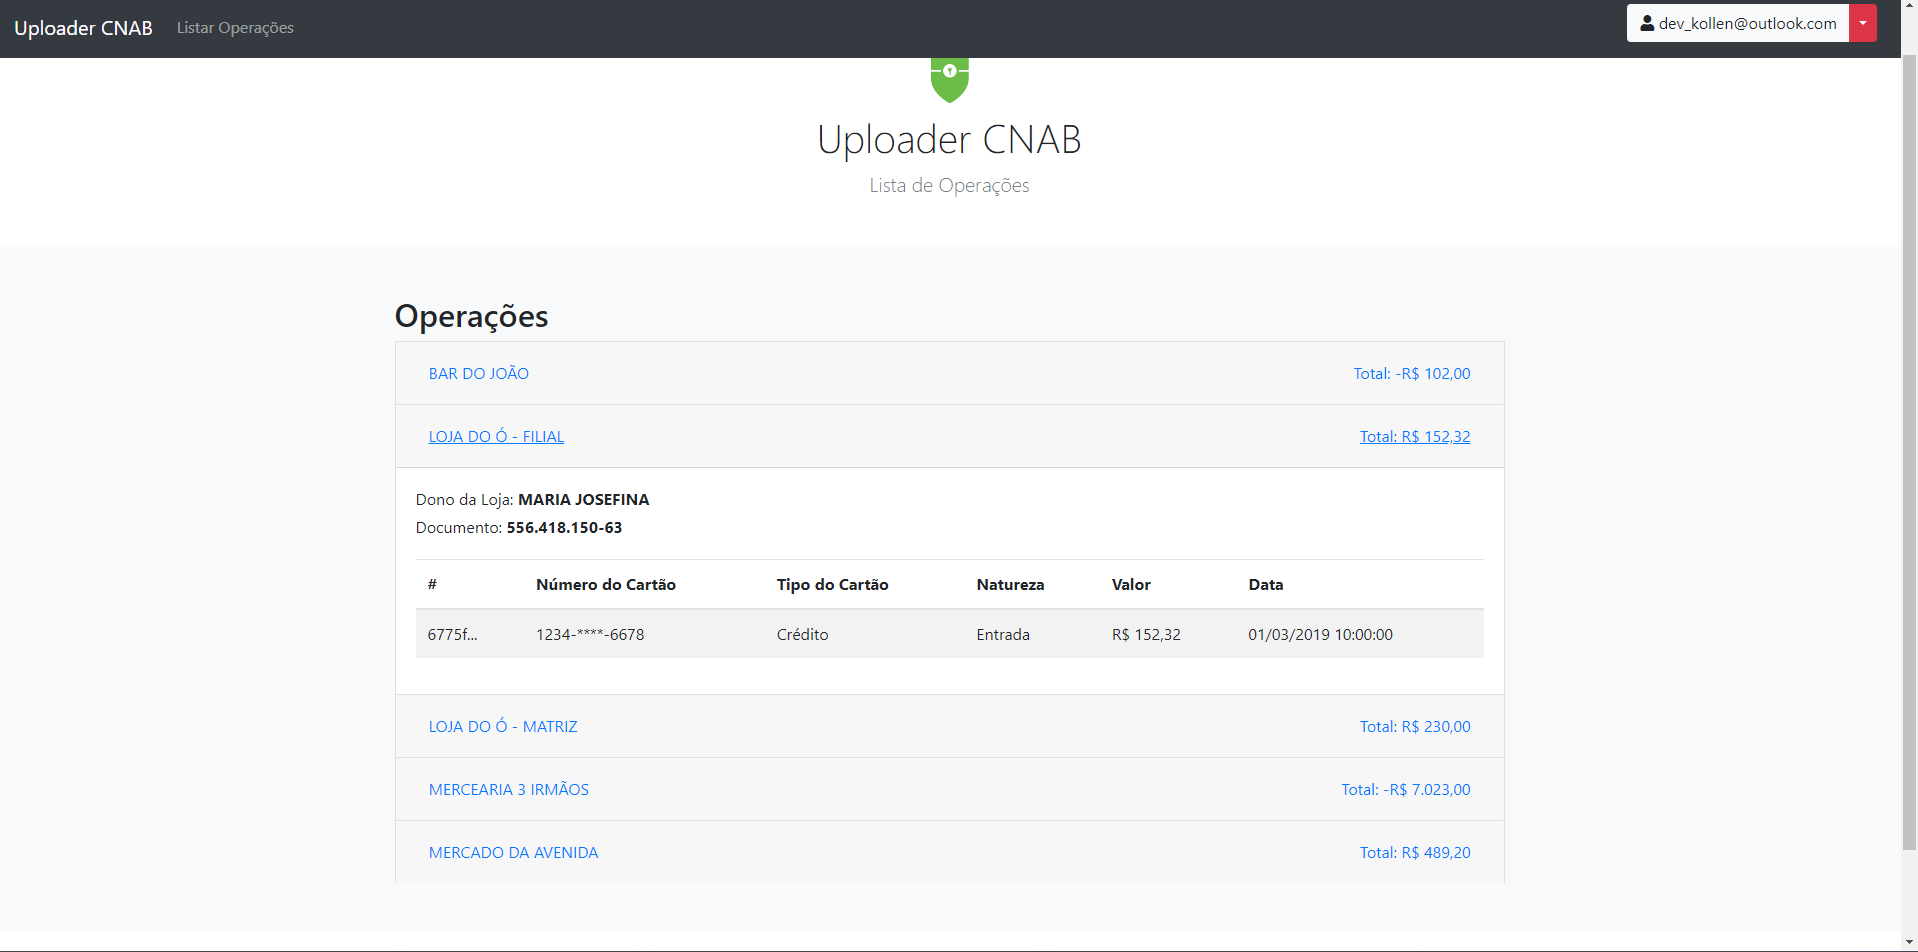 Uploader CNAB Listar Operações dev_kollen@outlook.com
Uploader CNAB
Lista de Operações
Operações
BAR DO JOÃO Total: -R$ 102,00
LOJA DO Ó - FILIAL Total: R$ 152,32
Dono da Loja: MARIA JOSEFINA
Documento: 556.418.150-63
# Número do Cartão Tipo do Cartão Natureza Valor Data
6775f... 1234-****-6678 Crédito Entrada R$ 152,32 01/03/2019 10:00:00
LOJA DO Ó - MATRIZ Total: R$ 230,00
MERCEARIA 3 IRMÃOS Total: -R$ 7.023,00
MERCADO DA AVENIDA Total: R$ 489,20